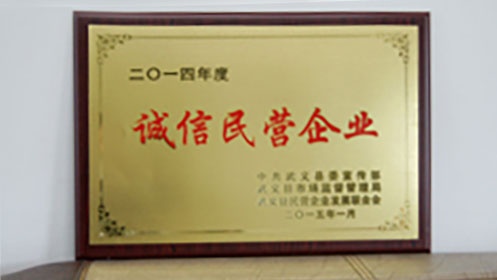 二〇一四年度
诚信民营企业
中共武义县委宣传部
武义县市场监督管理局
武义县民营企业发展联合会
二〇一五年一月